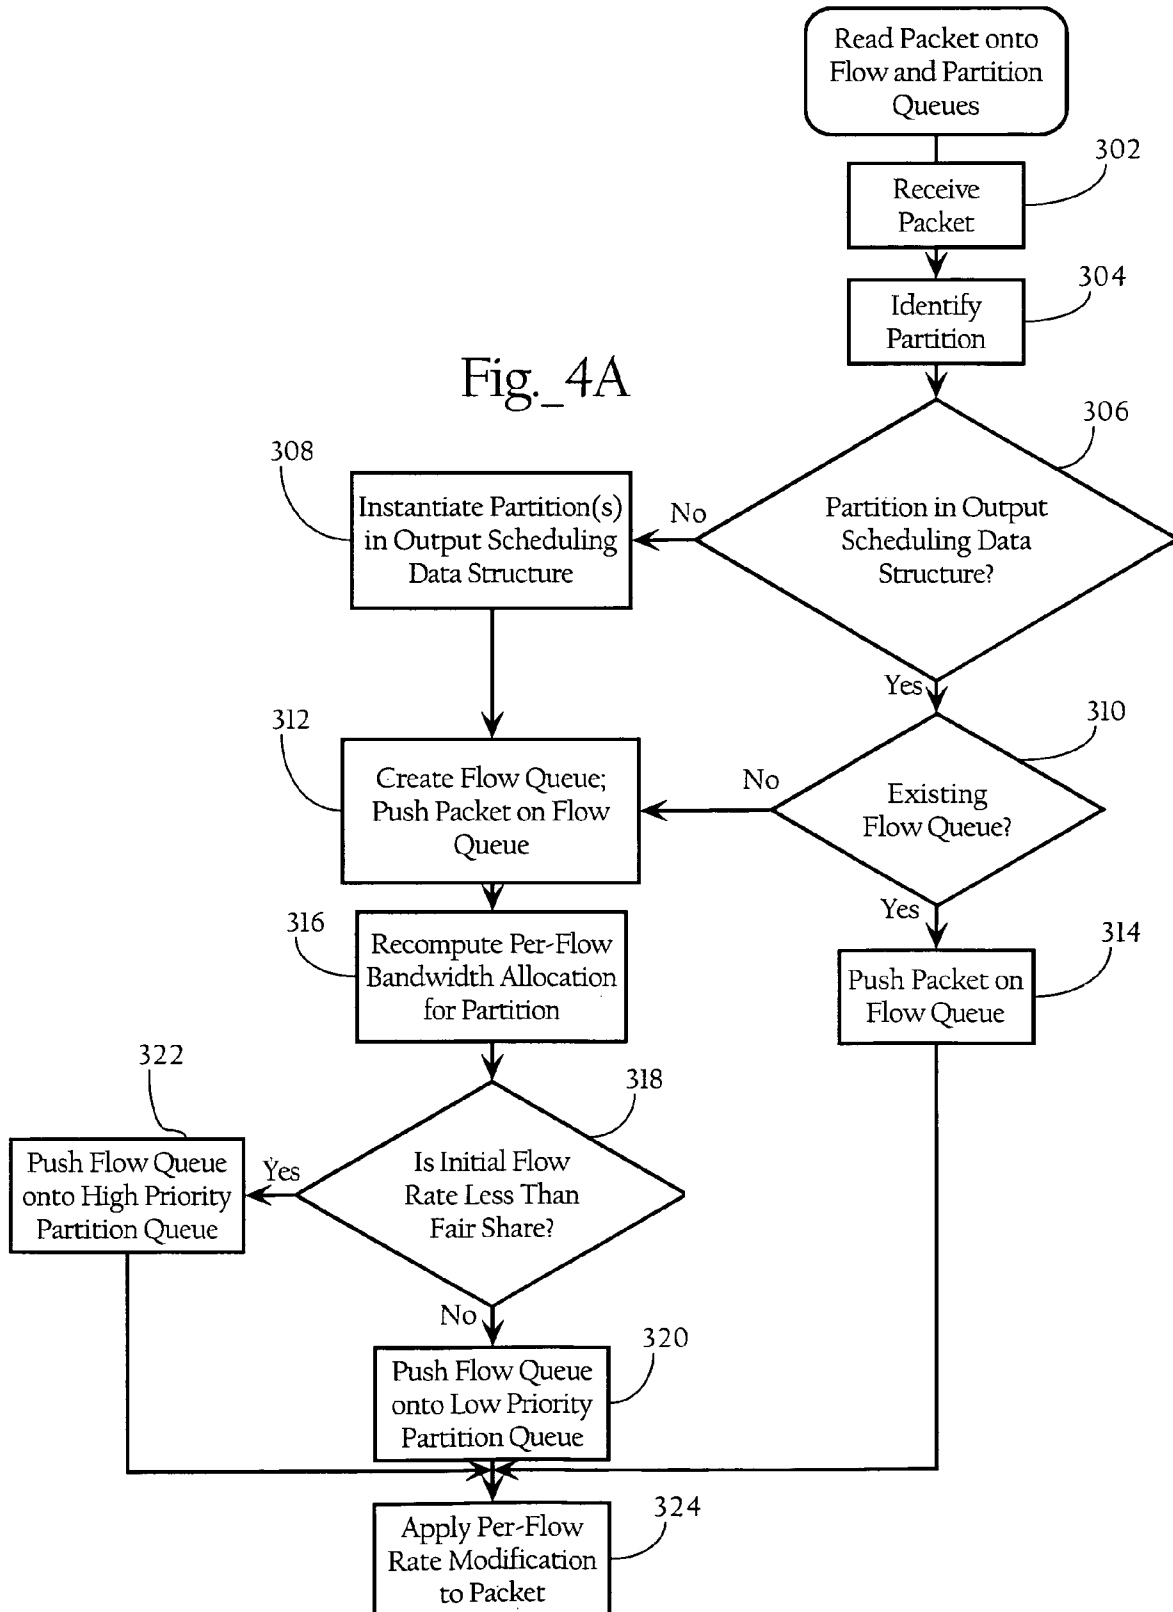 Read Packet onto
Flow and Partition
Queues
302
Receive
Packet
304
Identify
Partition
Fig._4A
306
Partition in Output
Scheduling Data
Structure?
No
308
Instantiate Partition(s)
in Output Scheduling
Data Structure
Yes
310
Existing
Flow Queue?
No
312
Create Flow Queue;
Push Packet on Flow
Queue
Yes
314
Push Packet on
Flow Queue
316
Recompute Per-Flow
Bandwidth Allocation
for Partition
318
Is Initial Flow
Rate Less Than
Fair Share?
Yes
322
Push Flow Queue
onto High Priority
Partition Queue
No
320
Push Flow Queue
onto Low Priority
Partition Queue
324
Apply Per-Flow
Rate Modification
to Packet